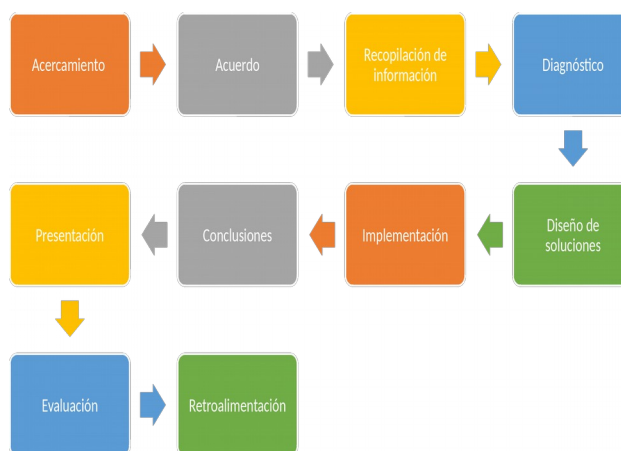 Acercamiento
Acuerdo
Recopilación de
información
Diagnóstico
Diseño de
soluciones
Implementación
Conclusiones
Presentación
Evaluación
Retroalimentación